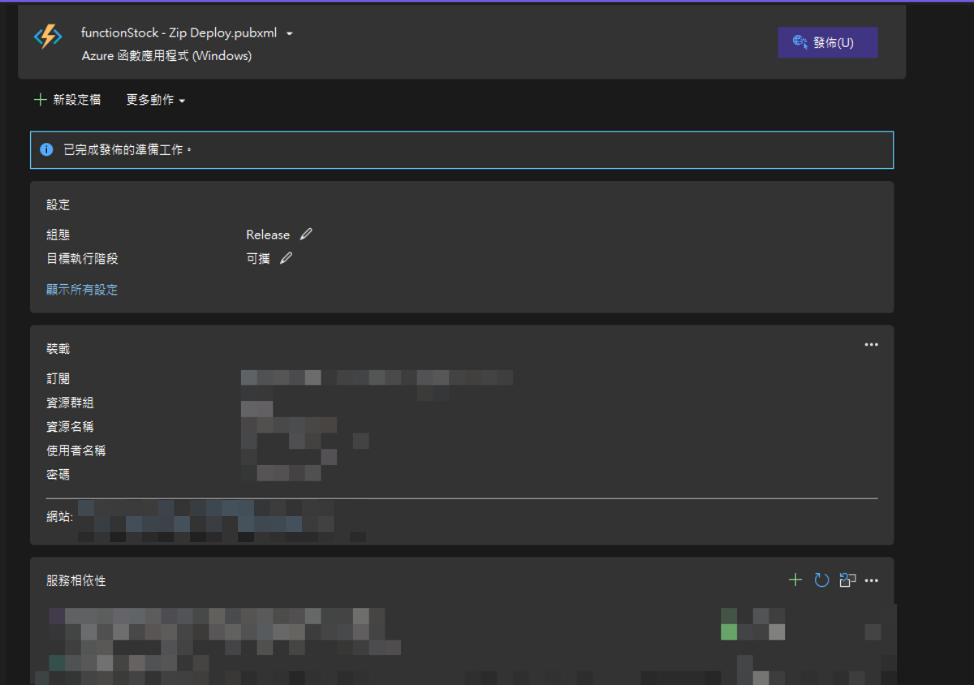 functionStock - Zip Deploy.pubxml
Azure 函數應用程式 (Windows)
發佈(U)
新設定檔 更多動作
已完成發佈的準備工作。
設定
組態 Release
目標執行階段 可攜
顯示所有設定
裝載
訂閱
資源群組
資源名稱
使用者名稱
密碼
網站:
服務相依性